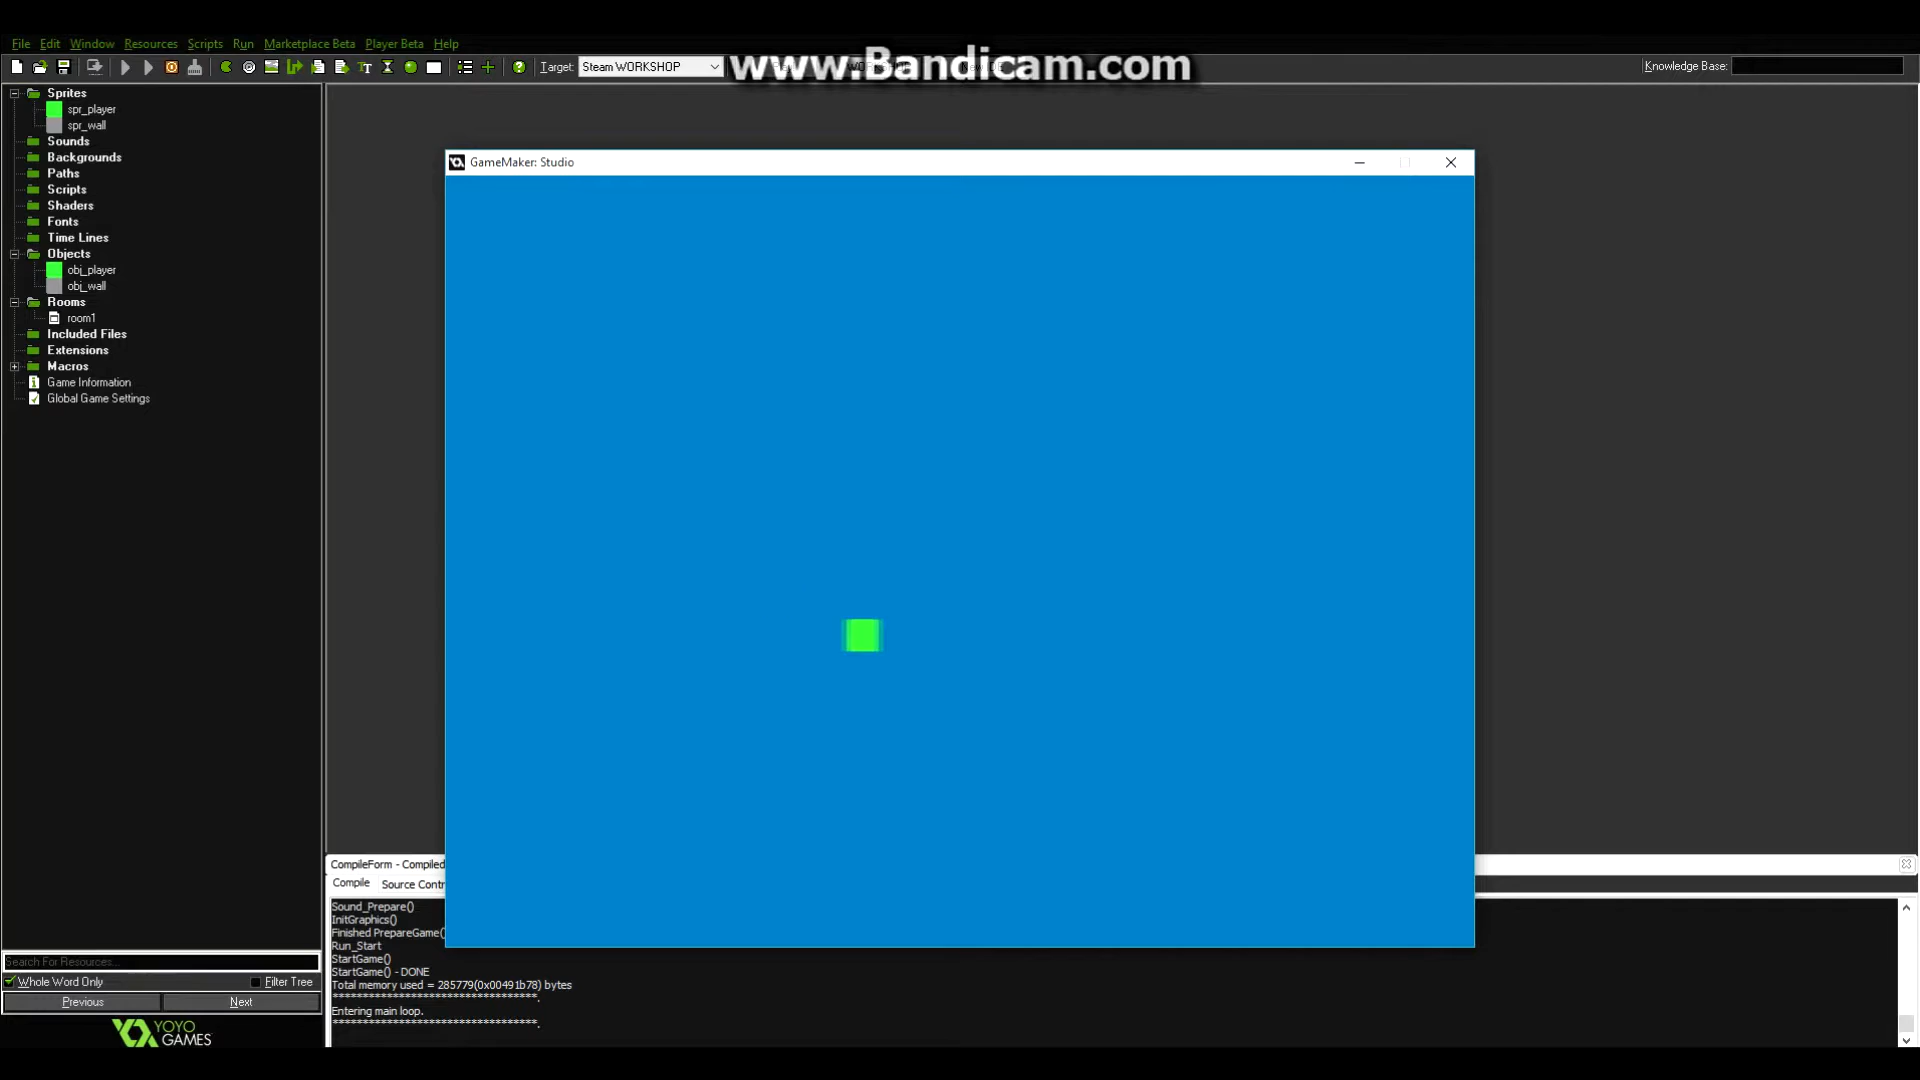 www.Bandicam.com
File Edit Window Resources Scripts Run Marketplace Beta Player Beta Help
Target: Steam WORKSHOP
Knowledge Base:
Sprites
spr_player
spr_wall
Sounds
Backgrounds
Paths
Scripts
Shaders
Fonts
Time Lines
Objects
obj_player
obj_wall
Rooms
room1
Included Files
Extensions
Macros
Game Information
Global Game Settings
GameMaker: Studio
CompileForm - Compiled
Compile Source Contr
Sound_Prepare()
InitGraphics()
Finished PrepareGame()
Run_Start
StartGame()
StartGame() - DONE
Total memory used = 285779(0x00491b78) bytes
***********************************.
Entering main loop.
***********************************.
Search For Resources...
Whole Word Only Filter Tree
Previous Next
YOYO
GAMES